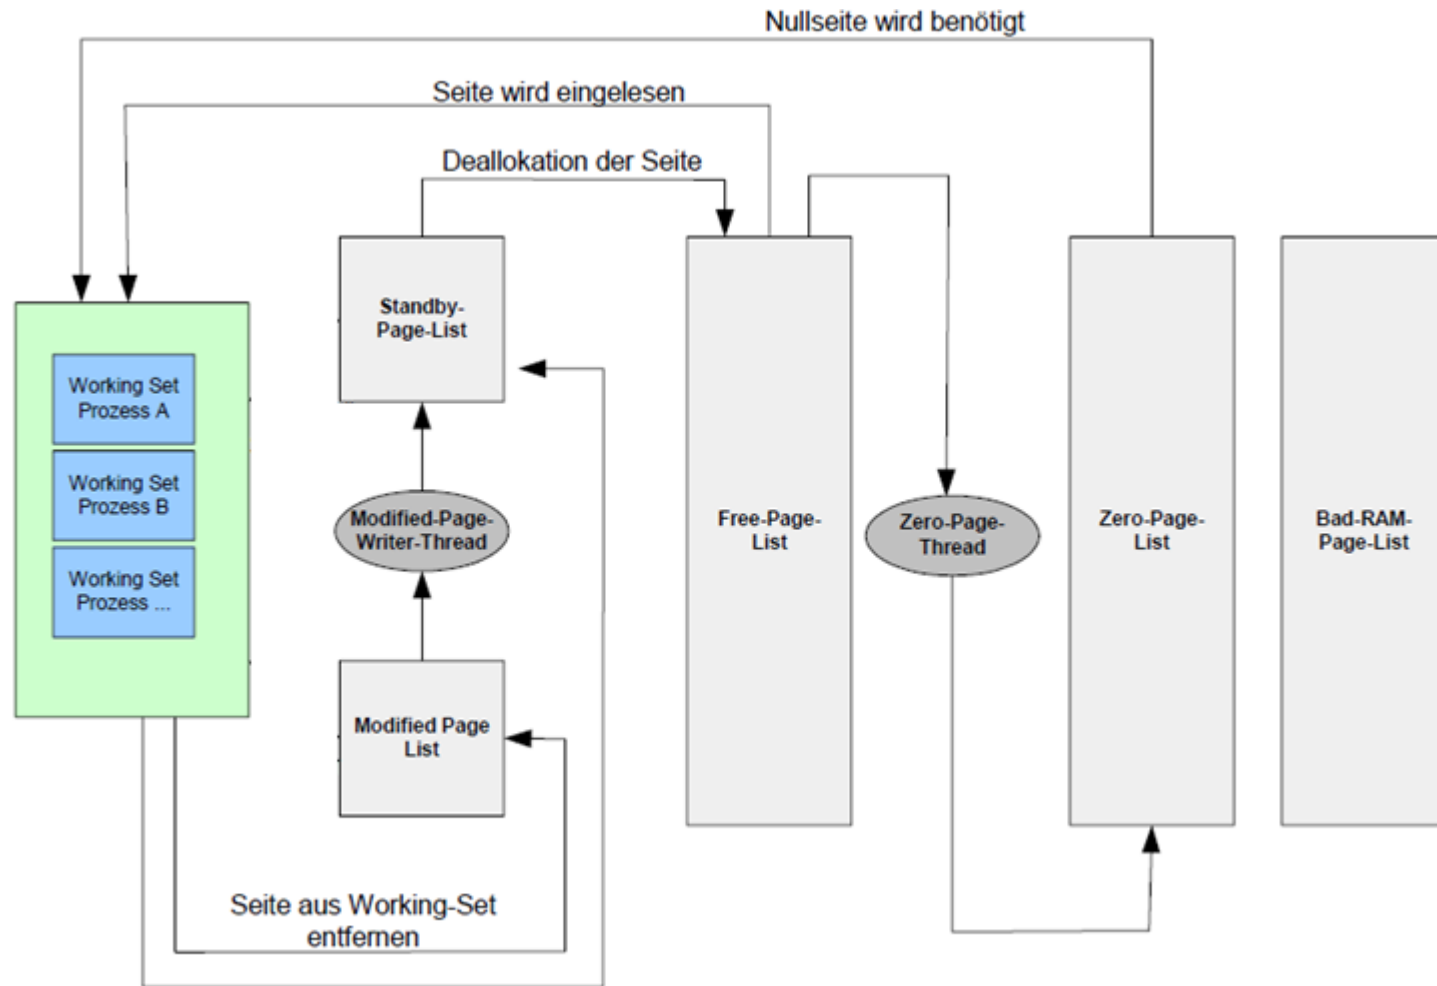 Nullseite wird benötigt
Seite wird eingelesen
Deallokation der Seite
Standby-
Page-List
Working Set
Prozess A
Working Set
Prozess B
Working Set
Prozess ...
Modified-Page-
Writer-Thread
Free-Page-
List
Zero-Page-
Thread
Zero-Page-
List
Bad-RAM-
Page-List
Modified Page
List
Seite aus Working-Set
entfernen